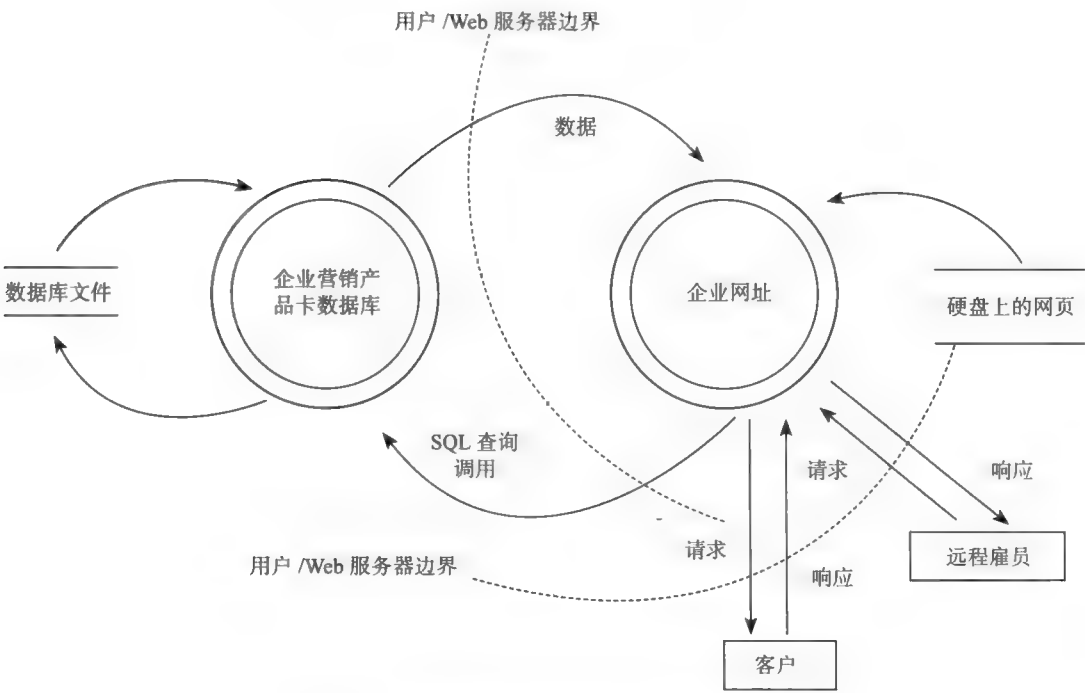 用户 /Web 服务器边界
数据
数据库文件
企业营销产
品卡数据库
企业网址
硬盘上的网页
SQL 查询
调用
请求
响应
请求
远程雇员
用户 /Web 服务器边界
响应
客户